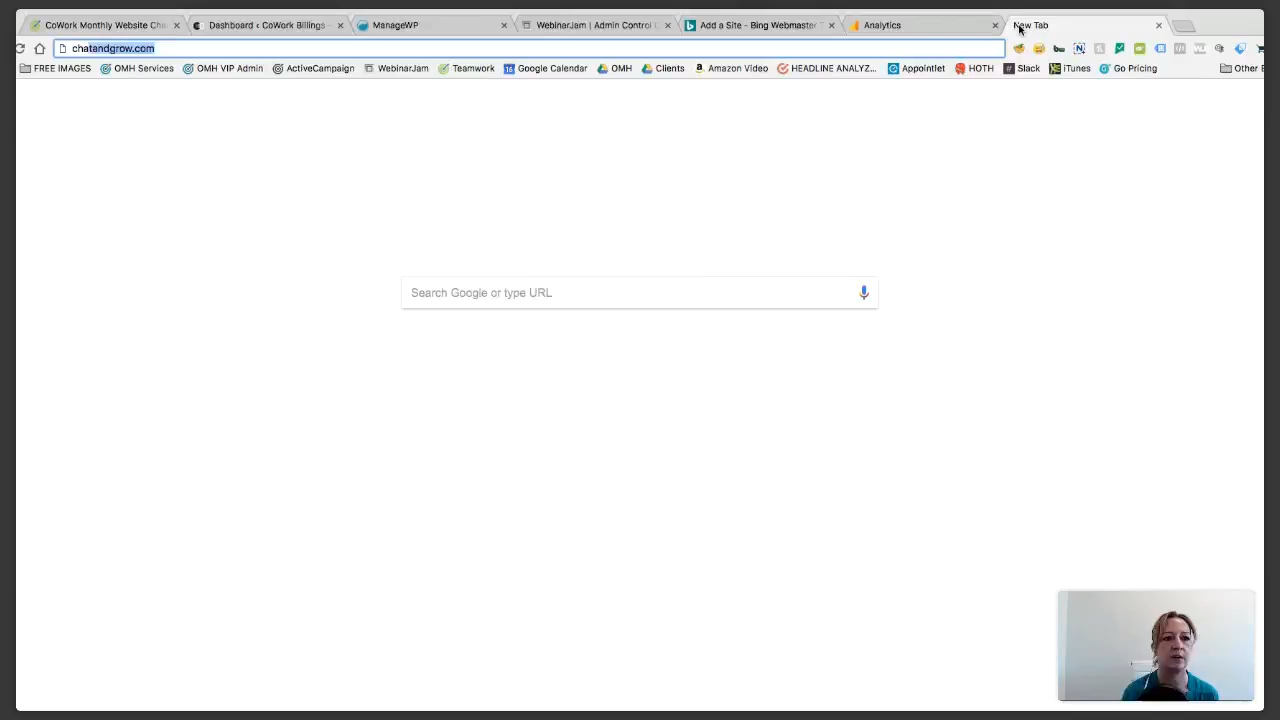 CoWork Monthly Website Che Dashboard ‹ CoWork Billings – ManageWP WebinarJam | Admin Control C Add a Site - Bing Webmaster T Analytics New Tab
chatandgrow.com
FREE IMAGES OMH Services OMH VIP Admin ActiveCampaign WebinarJam Teamwork 16 Google Calendar OMH Clients Amazon Video HEADLINE ANALYZ... Appointlet HOTH Slack iTunes Go Pricing Other B
Search Google or type URL